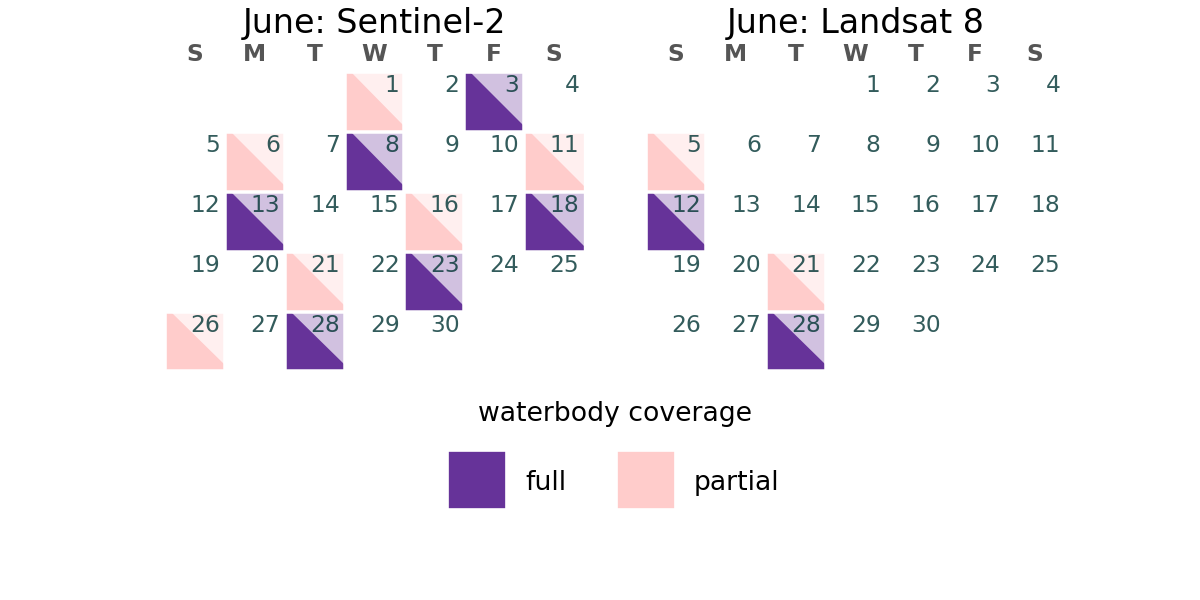 June: Sentinel-2
S M T W T F S
1 2 3 4
5 6 7 8 9 10 11
12 13 14 15 16 17 18
19 20 21 22 23 24 25
26 27 28 29 30
June: Landsat 8
S M T W T F S
1 2 3 4
5 6 7 8 9 10 11
12 13 14 15 16 17 18
19 20 21 22 23 24 25
26 27 28 29 30
waterbody coverage
full partial